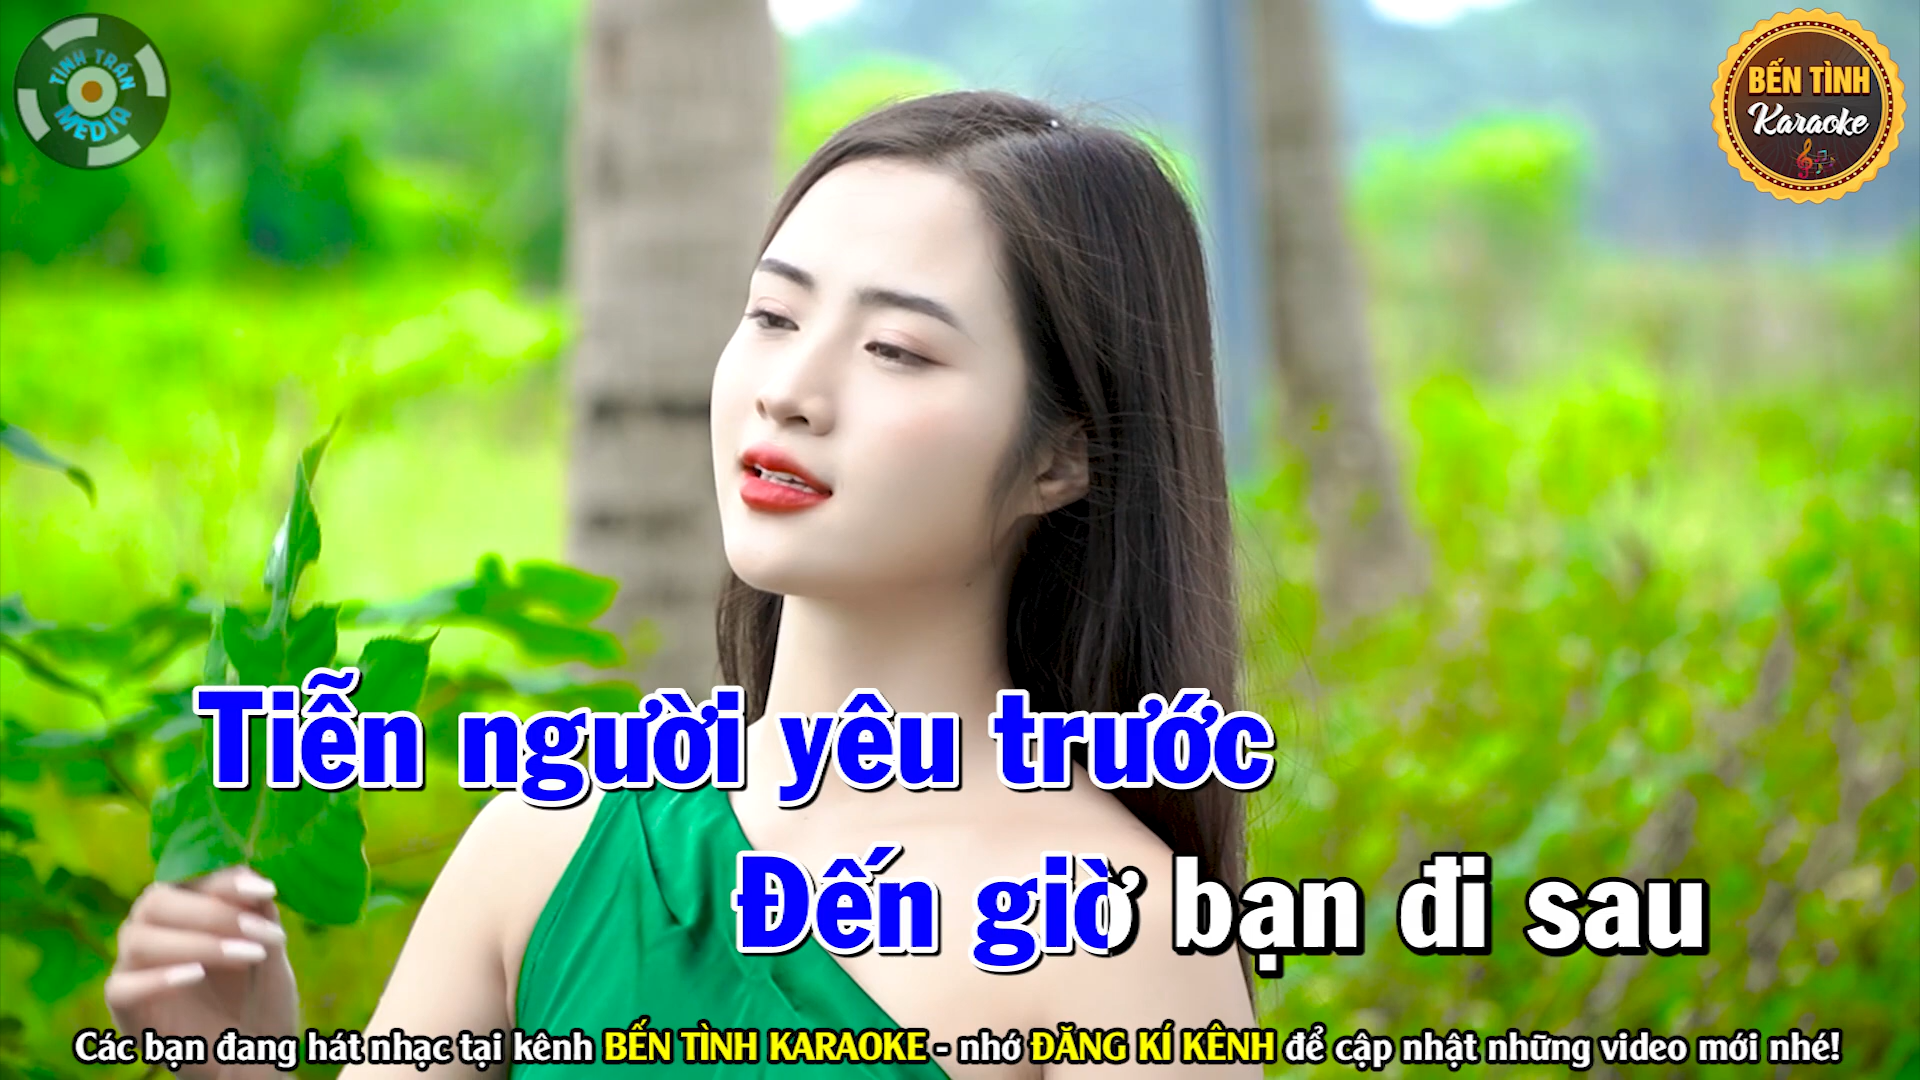 TÌNH TRẦN
MEDIA
BẾN TÌNH
Karaoke
Tiễn người yêu trước
Đến giờ bạn đi sau
Các bạn đang hát nhạc tại kênh BẾN TÌNH KARAOKE - nhớ ĐĂNG KÍ KÊNH để cập nhật những video mới nhé!